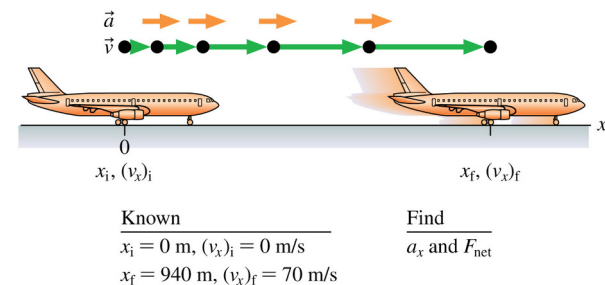 a⃗
v⃗
x
0
xᵢ, (vₓ)ᵢ
x_f, (vₓ)_f
Known
xᵢ = 0 m, (vₓ)ᵢ = 0 m/s
x_f = 940 m, (vₓ)_f = 70 m/s
Find
aₓ and F_net